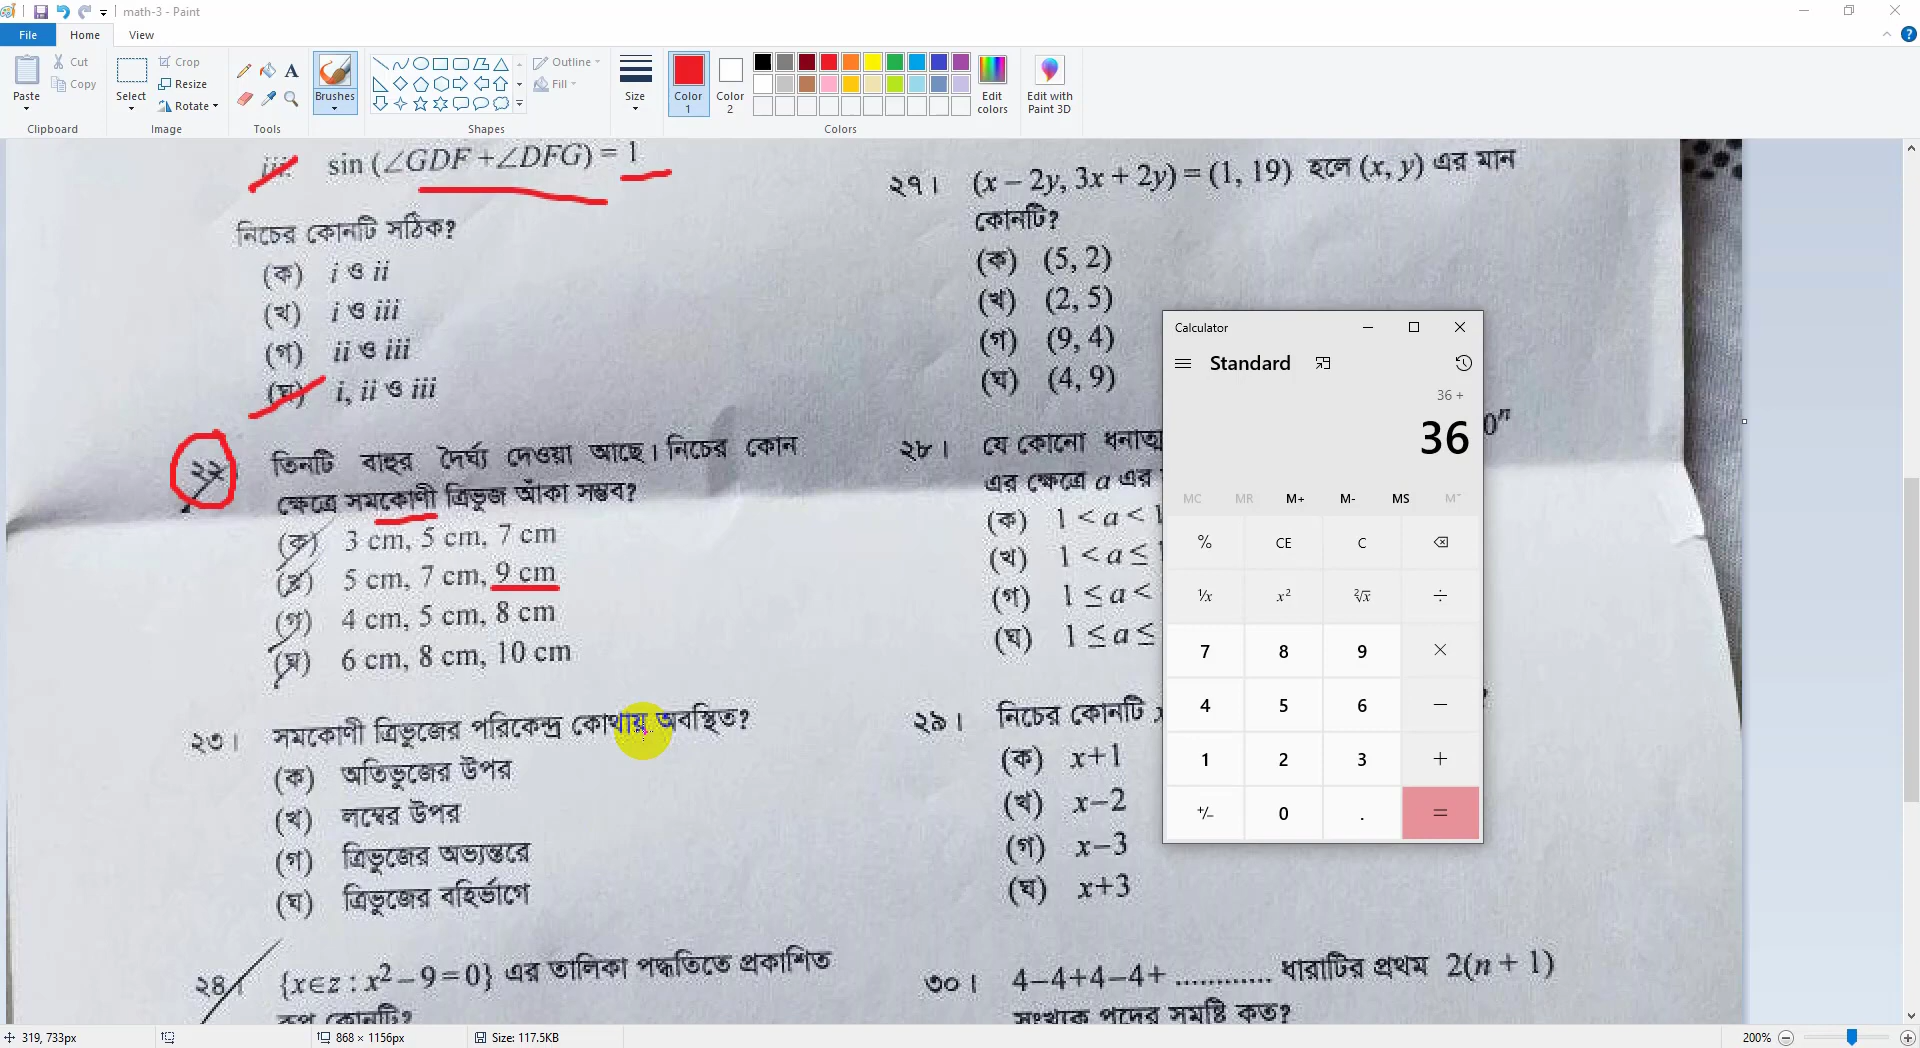 math-3 - Paint
File
Home
View
Paste
Cut
Copy
Clipboard
Select
Crop
Resize
Rotate
Image
A
Tools
Brushes
Outline
Fill
Shapes
Size
Color 1
Color 2
Edit colors
Edit with Paint 3D
Colors
iii. sin (∠GDF+∠DFG) = 1
নিচের কোনটি সঠিক?
(ক) i ও ii
(খ) i ও iii
(গ) ii ও iii
(ঘ) i, ii ও iii
২২ তিনটি বাহুর দৈর্ঘ্য দেওয়া আছে। নিচের কোন
ক্ষেত্রে সমকোণী ত্রিভুজ আঁকা সম্ভব?
(ক) 3 cm, 5 cm, 7 cm
(খ) 5 cm, 7 cm, 9 cm
(গ) 4 cm, 5 cm, 8 cm
(ঘ) 6 cm, 8 cm, 10 cm
২৩। সমকোণী ত্রিভুজের পরিকেন্দ্র কোথায় অবস্থিত?
(ক) অতিভুজের উপর
(খ) লম্বের উপর
(গ) ত্রিভুজের অভ্যন্তরে
(ঘ) ত্রিভুজের বহির্ভাগে
২৪। {x∈z : x²−9=0} এর তালিকা পদ্ধতিতে প্রকাশিত
রূপ কোনটি?
২৭। (x − 2y, 3x + 2y) = (1, 19) হলে (x, y) এর মান
কোনটি?
(ক) (5, 2)
(খ) (2, 5)
(গ) (9, 4)
(ঘ) (4, 9)
২৮। যে কোনো ধনাত্ম 0ⁿ
এর ক্ষেত্রে a এর
(ক) 1 < a < 1
(খ) 1 < a ≤ 1
(গ) 1 ≤ a <
(ঘ) 1 ≤ a ≤
২৯। নিচের কোনটি
(ক) x+1
(খ) x−2
(গ) x−3
(ঘ) x+3
৩০। 4−4+4−4+ ............ ধারাটির প্রথম 2(n + 1)
সংখ্যক পদের সমষ্টি কত?
Calculator
Standard
36 +
36
MC MR M+ M- MS M˅
% CE C
¹/x x² ²√x ÷
7 8 9 ×
4 5 6 −
1 2 3 +
+/− 0 . =
319, 733px
868 × 1156px
Size: 117.5KB
200%